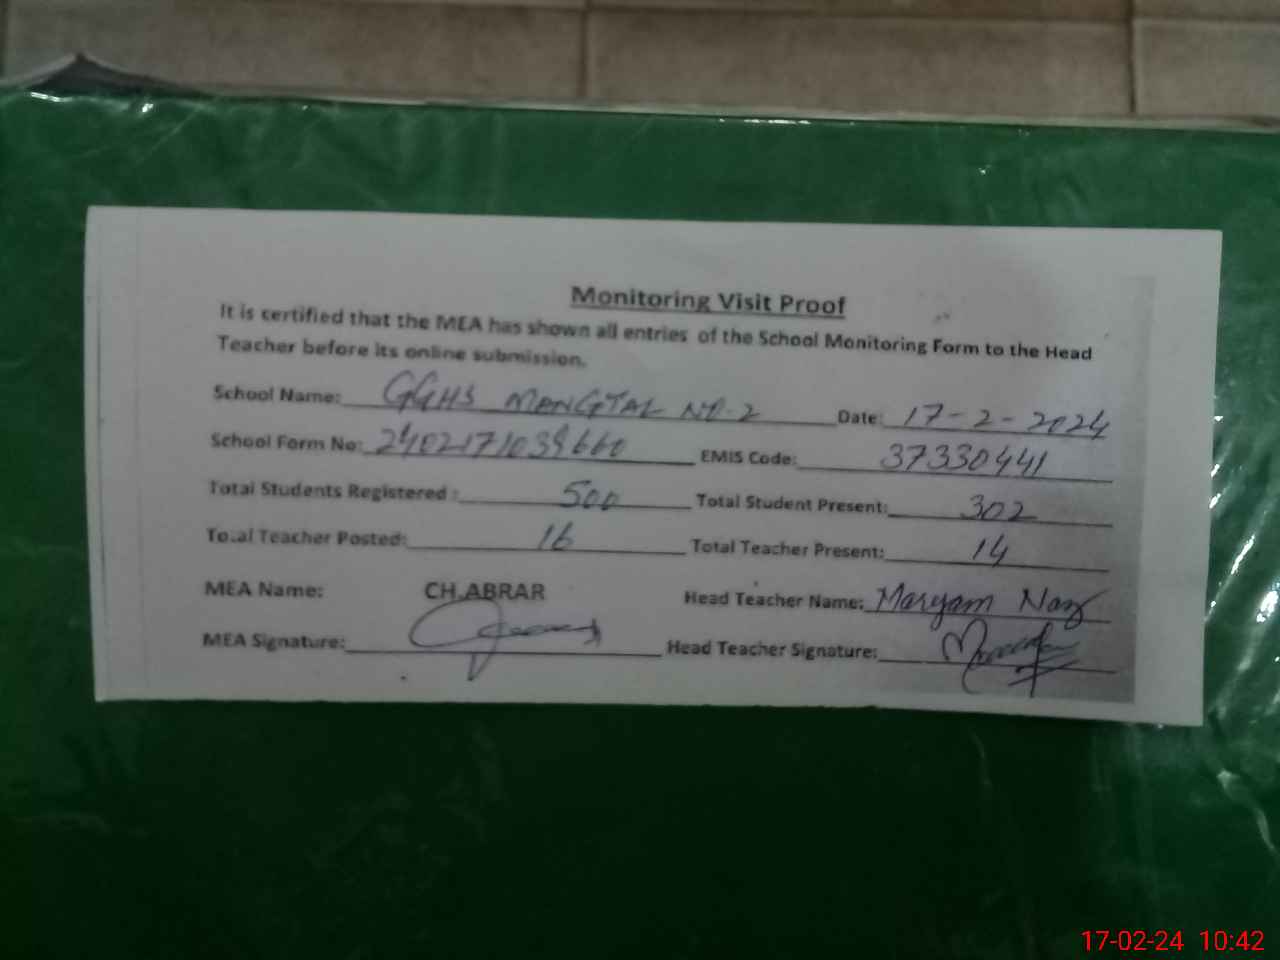 Monitoring Visit Proof
It is certified that the MEA has shown all entries of the School Monitoring Form to the Head
Teacher before its online submission.
School Name: GGHS MANGTAL NO-2 Date: 17-2-2024
School Form No: 2402171039660 EMIS Code: 37330441
Total Students Registered : 500 Total Student Present: 302
To.al Teacher Posted: 16 Total Teacher Present: 14
MEA Name: CH.ABRAR Head Teacher Name: Maryam Naz
MEA Signature: Head Teacher Signature:
17-02-24 10:42